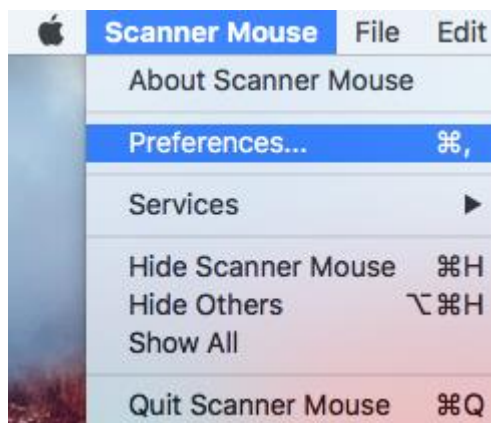 Scanner Mouse File Edit
About Scanner Mouse
Preferences... ⌘,
Services ▶
Hide Scanner Mouse ⌘H
Hide Others ⌥⌘H
Show All
Quit Scanner Mouse ⌘Q